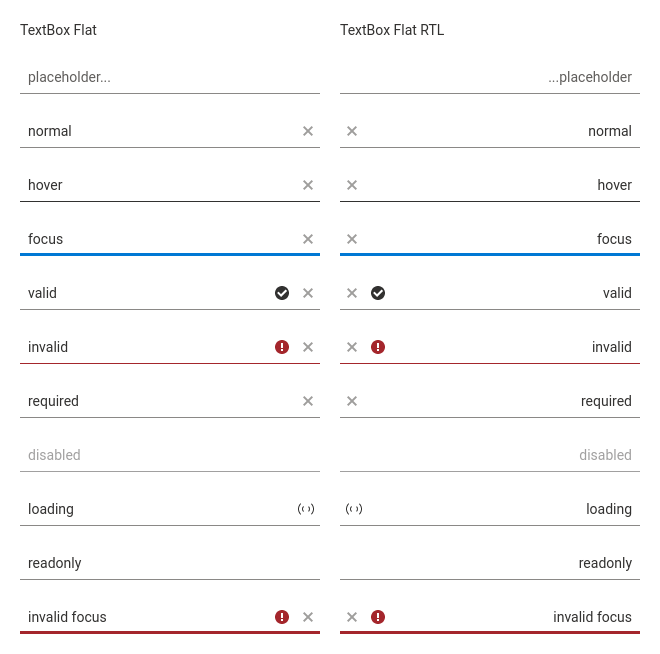 TextBox Flat
placeholder...
normal
hover
focus
valid
invalid
required
disabled
loading
readonly
invalid focus
TextBox Flat RTL
...placeholder
normal
hover
focus
valid
invalid
required
disabled
loading
readonly
invalid focus